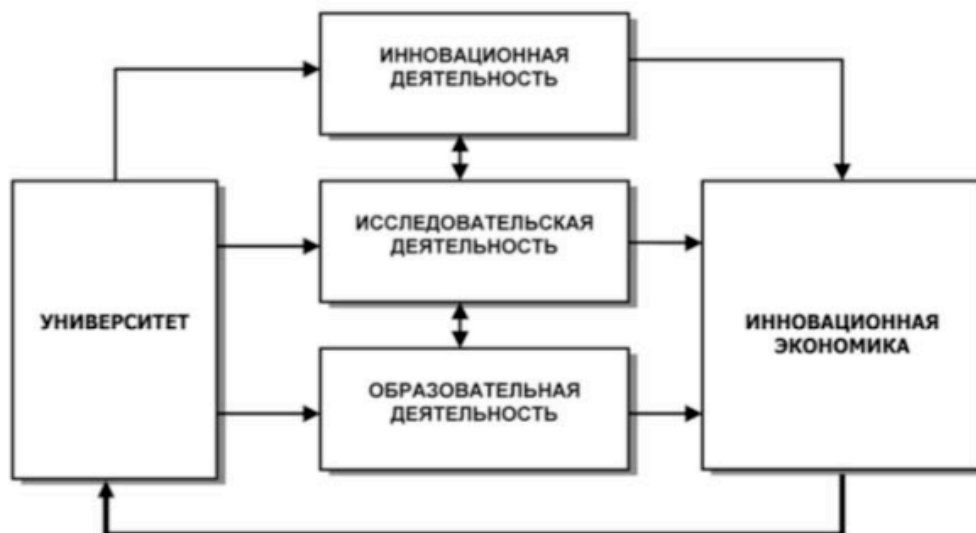 ИННОВАЦИОННАЯ
ДЕЯТЕЛЬНОСТЬ
ИССЛЕДОВАТЕЛЬСКАЯ
ДЕЯТЕЛЬНОСТЬ
УНИВЕРСИТЕТ
ИННОВАЦИОННАЯ
ЭКОНОМИКА
ОБРАЗОВАТЕЛЬНАЯ
ДЕЯТЕЛЬНОСТЬ